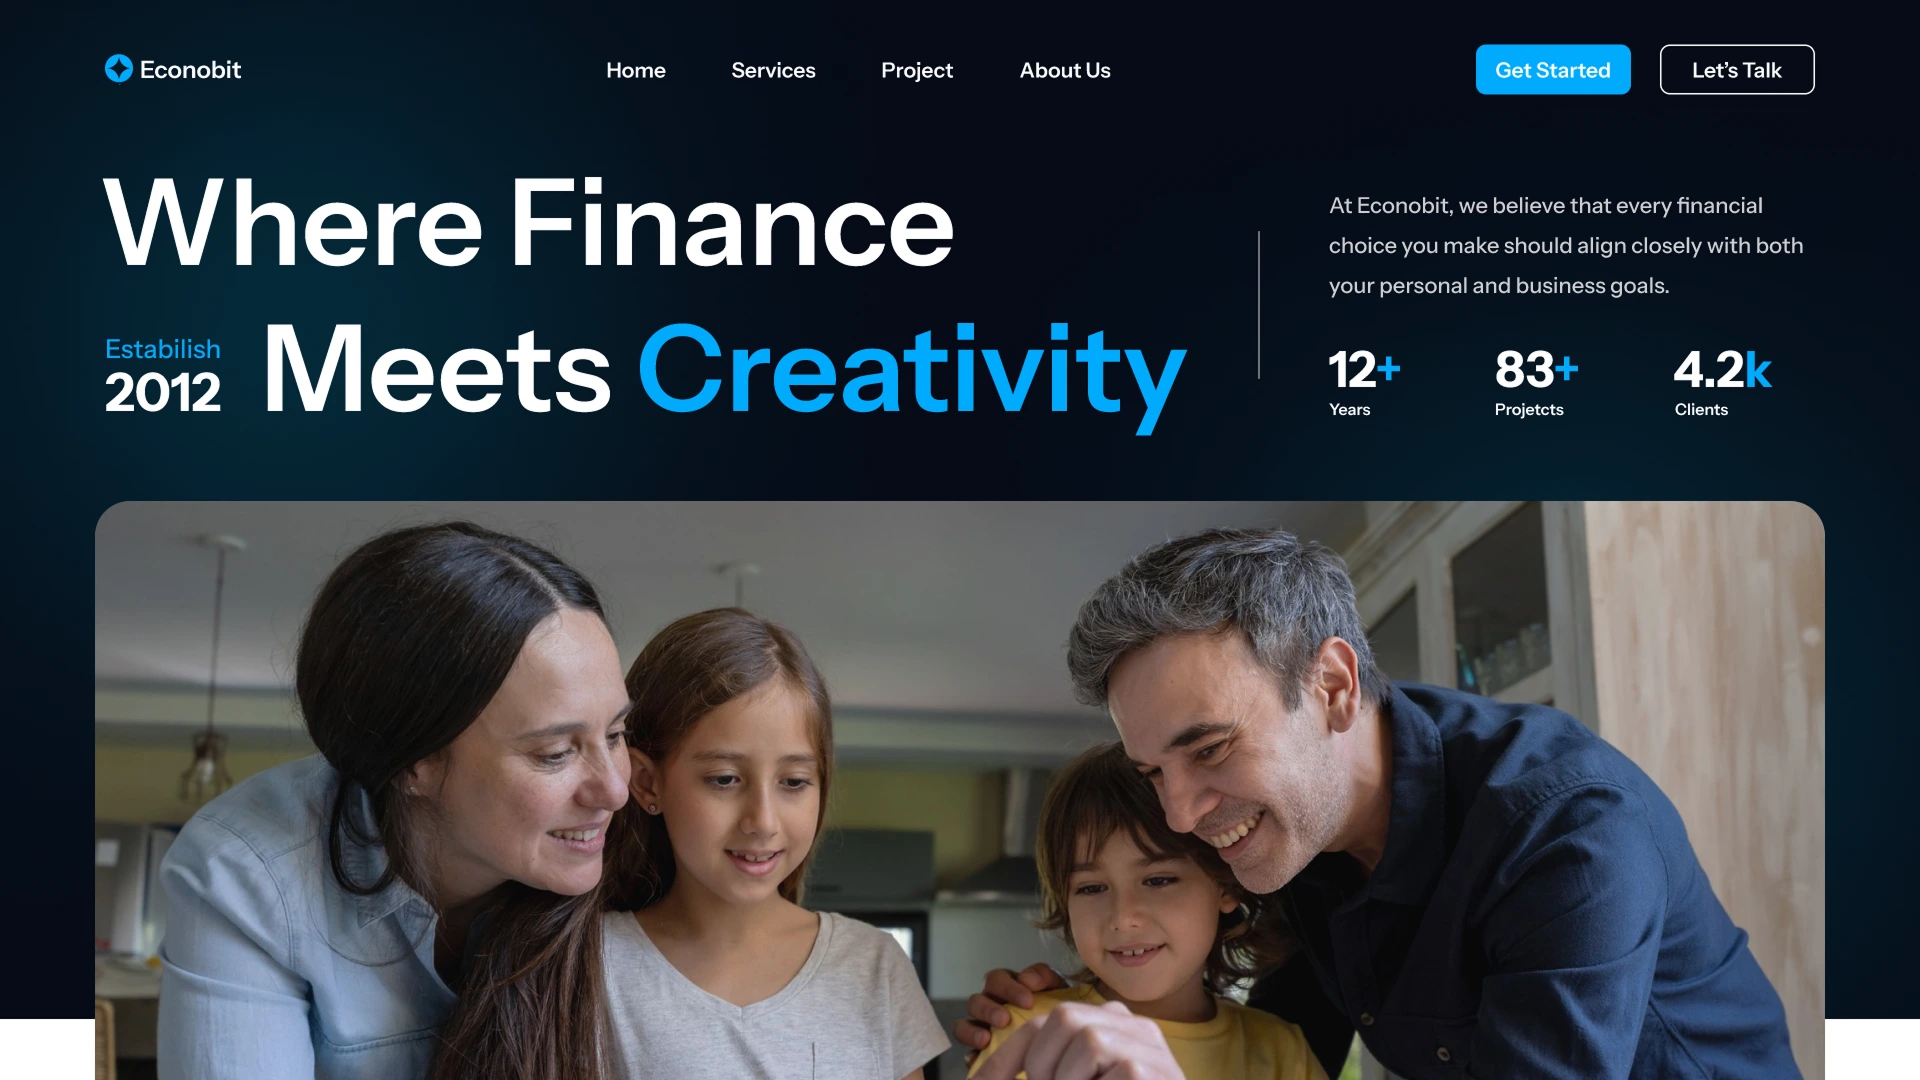 Econobit
Home
Services
Project
About Us
Get Started
Let's Talk
Where Finance
Estabilish
2012
Meets Creativity
At Econobit, we believe that every financial
choice you make should align closely with both
your personal and business goals.
12+
Years
83+
Projetcts
4.2k
Clients